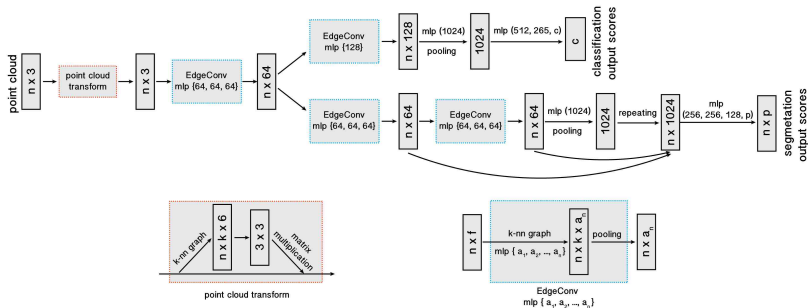 point cloud
n x 3
point cloud
transform
n x 3
EdgeConv
mlp {64, 64, 64}
n x 64
EdgeConv
mlp {128}
n x 128
mlp (1024)
pooling
1024
mlp (512, 265, c)
c
classification
output scores
EdgeConv
mlp {64, 64, 64}
n x 64
EdgeConv
mlp {64, 64, 64}
n x 64
mlp (1024)
pooling
1024
repeating
n x 1024
mlp
(256, 256, 128, p)
n x p
segmetation
output scores
k-nn graph
n x k x 6
3 x 3
matrix
multiplication
point cloud transform
n x f
k-nn graph
mlp { a₁, a₂, .., aₙ}
n x k x aₙ
pooling
n x aₙ
EdgeConv
mlp { a₁, a₂, .., aₙ}